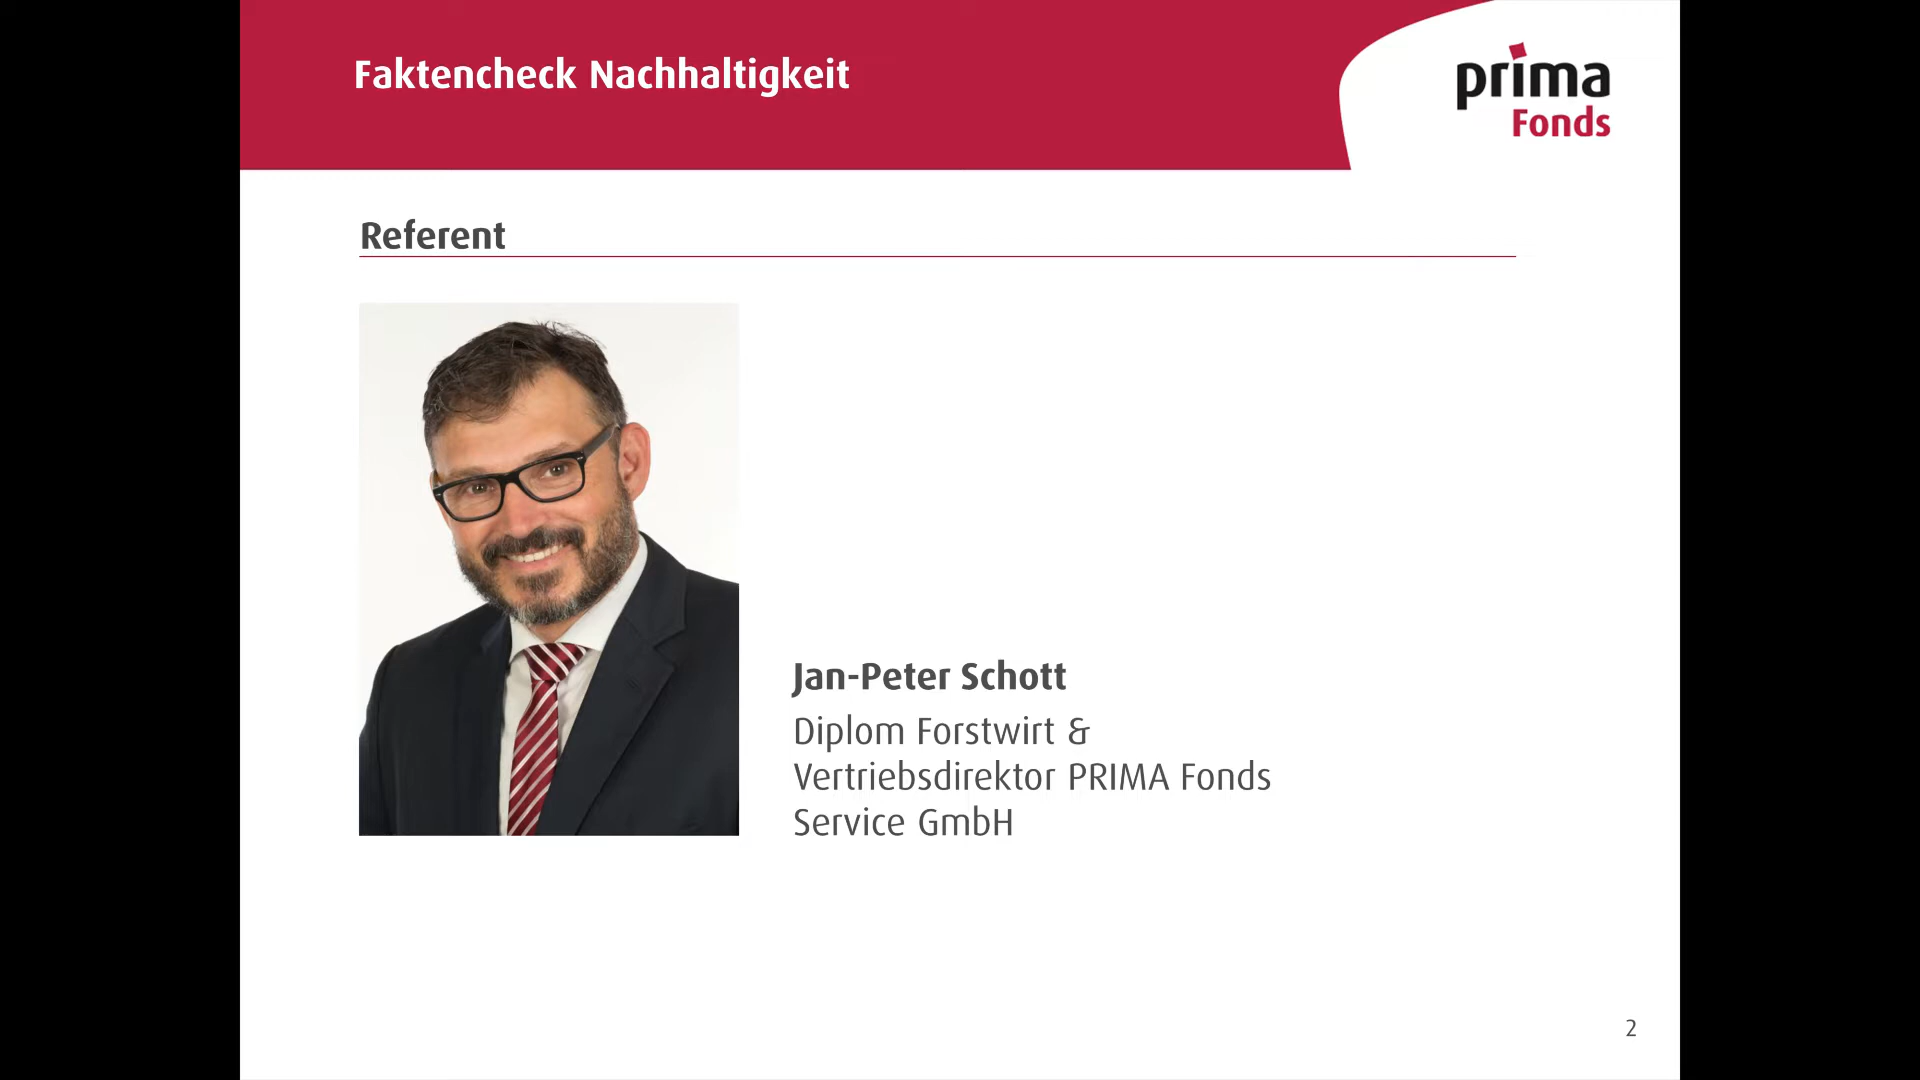 Faktencheck Nachhaltigkeit
prima
Fonds
Referent
Jan-Peter Schott
Diplom Forstwirt &
Vertriebsdirektor PRIMA Fonds
Service GmbH
2